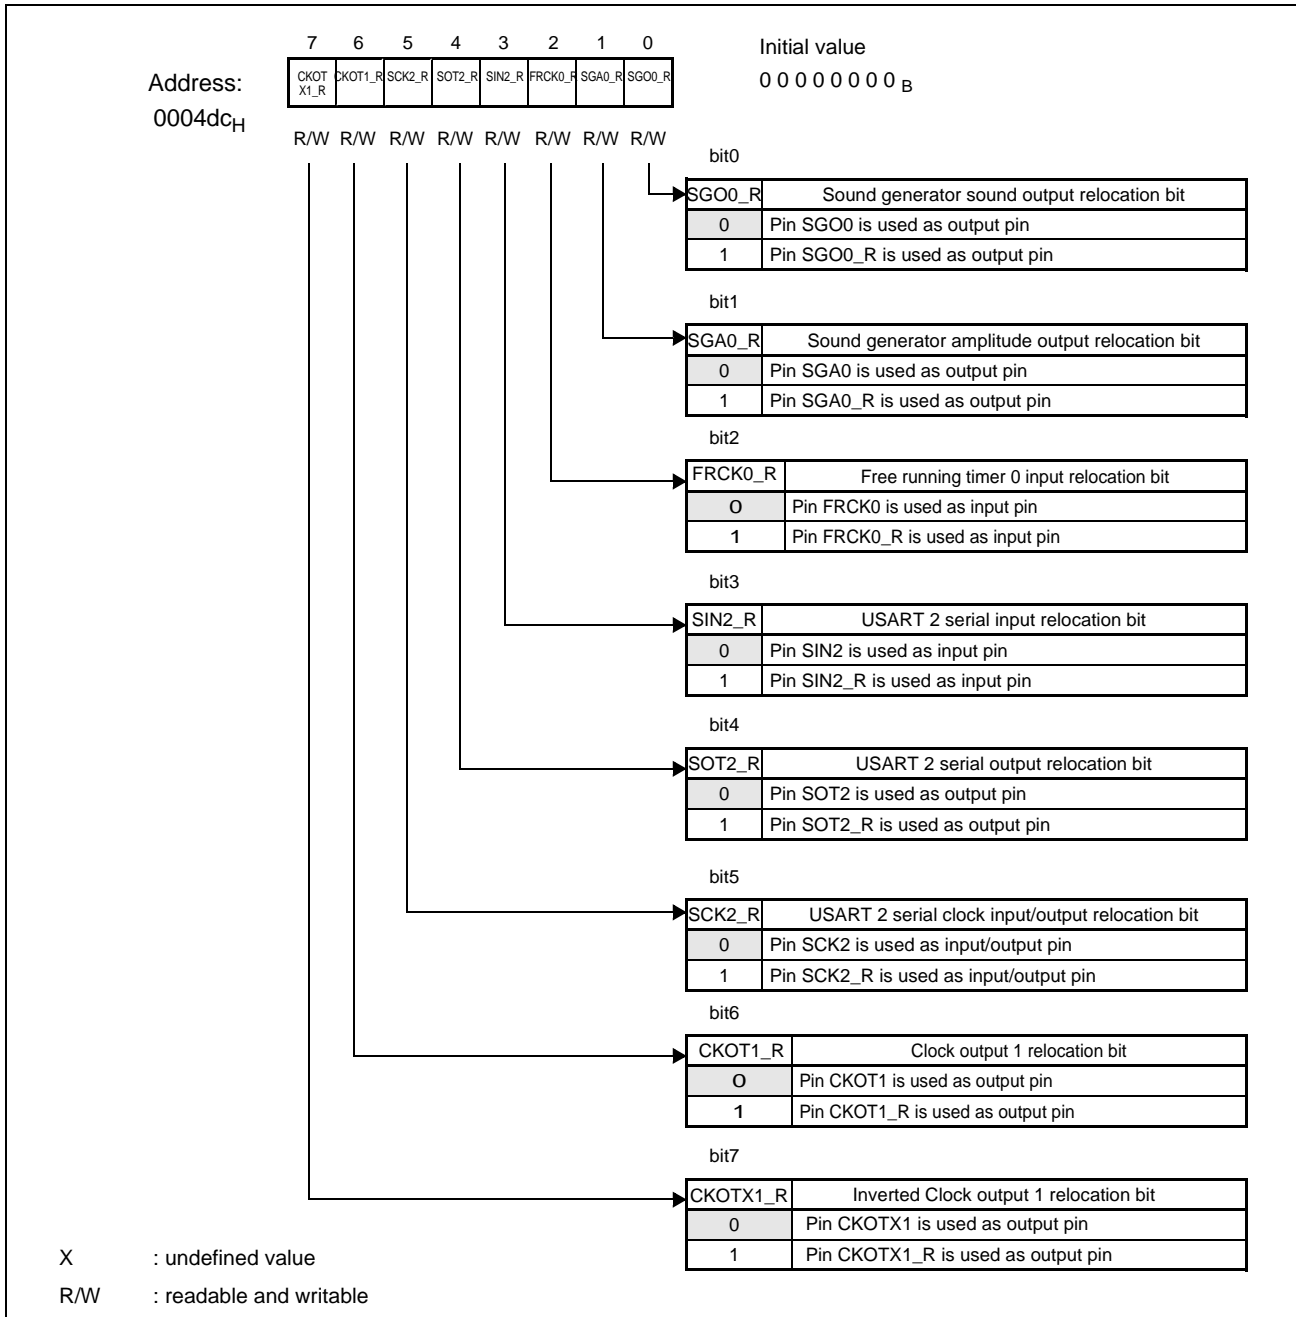 7 6 5 4 3 2 1 0
Initial value
Address:
CKOT X1_R CKOT1_R SCK2_R SOT2_R SIN2_R FRCK0_R SGA0_R SGO0_R
0 0 0 0 0 0 0 0 B
0004dcH
R/W R/W R/W R/W R/W R/W R/W R/W
bit0
SGO0_R Sound generator sound output relocation bit
0 Pin SGO0 is used as output pin
1 Pin SGO0_R is used as output pin
bit1
SGA0_R Sound generator amplitude output relocation bit
0 Pin SGA0 is used as output pin
1 Pin SGA0_R is used as output pin
bit2
FRCK0_R Free running timer 0 input relocation bit
0 Pin FRCK0 is used as input pin
1 Pin FRCK0_R is used as input pin
bit3
SIN2_R USART 2 serial input relocation bit
0 Pin SIN2 is used as input pin
1 Pin SIN2_R is used as input pin
bit4
SOT2_R USART 2 serial output relocation bit
0 Pin SOT2 is used as output pin
1 Pin SOT2_R is used as output pin
bit5
SCK2_R USART 2 serial clock input/output relocation bit
0 Pin SCK2 is used as input/output pin
1 Pin SCK2_R is used as input/output pin
bit6
CKOT1_R Clock output 1 relocation bit
0 Pin CKOT1 is used as output pin
1 Pin CKOT1_R is used as output pin
bit7
CKOTX1_R Inverted Clock output 1 relocation bit
0 Pin CKOTX1 is used as output pin
1 Pin CKOTX1_R is used as output pin
X : undefined value
R/W : readable and writable